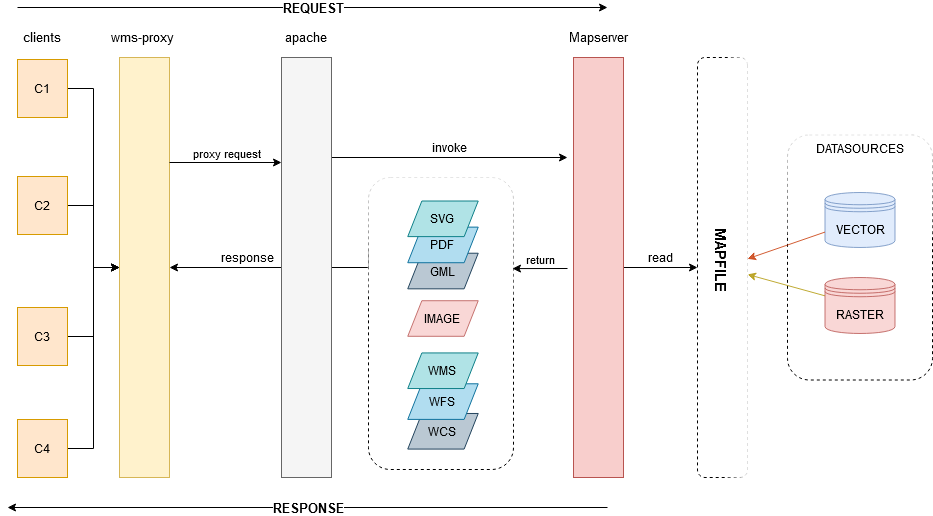 REQUEST
clients
wms-proxy
apache
Mapserver
C1
C2
C3
C4
proxy request
invoke
response
return
read
SVG
PDF
GML
IMAGE
WMS
WFS
WCS
MAPFILE
DATASOURCES
VECTOR
RASTER
RESPONSE